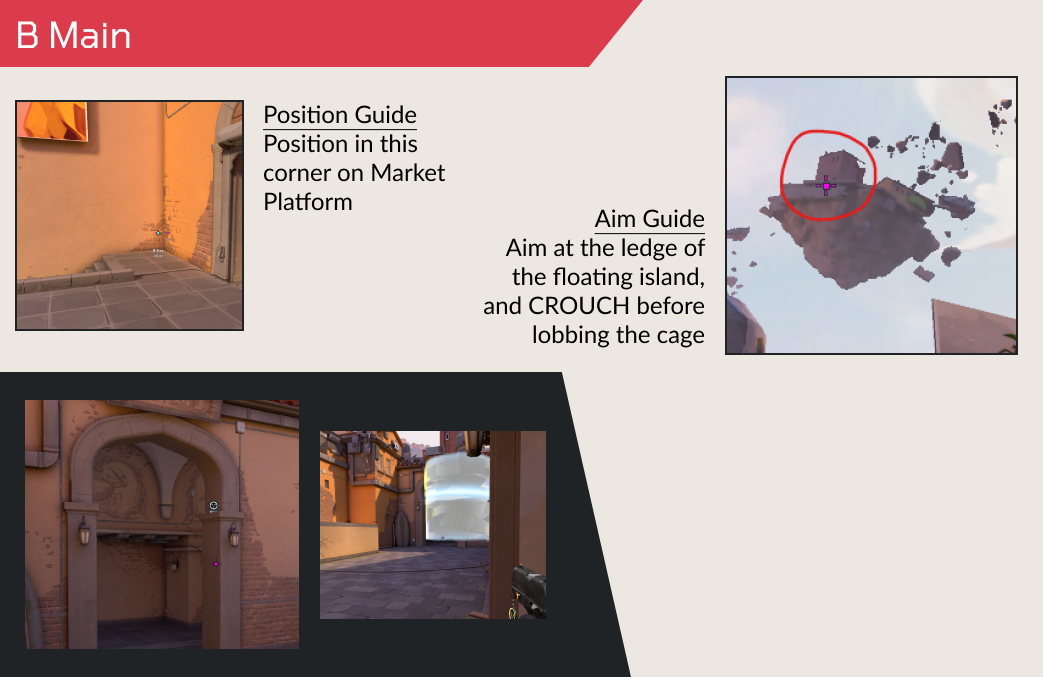 B Main
Position Guide
Position in this
corner on Market
Platform
Aim Guide
Aim at the ledge of
the floating island,
and CROUCH before
lobbing the cage